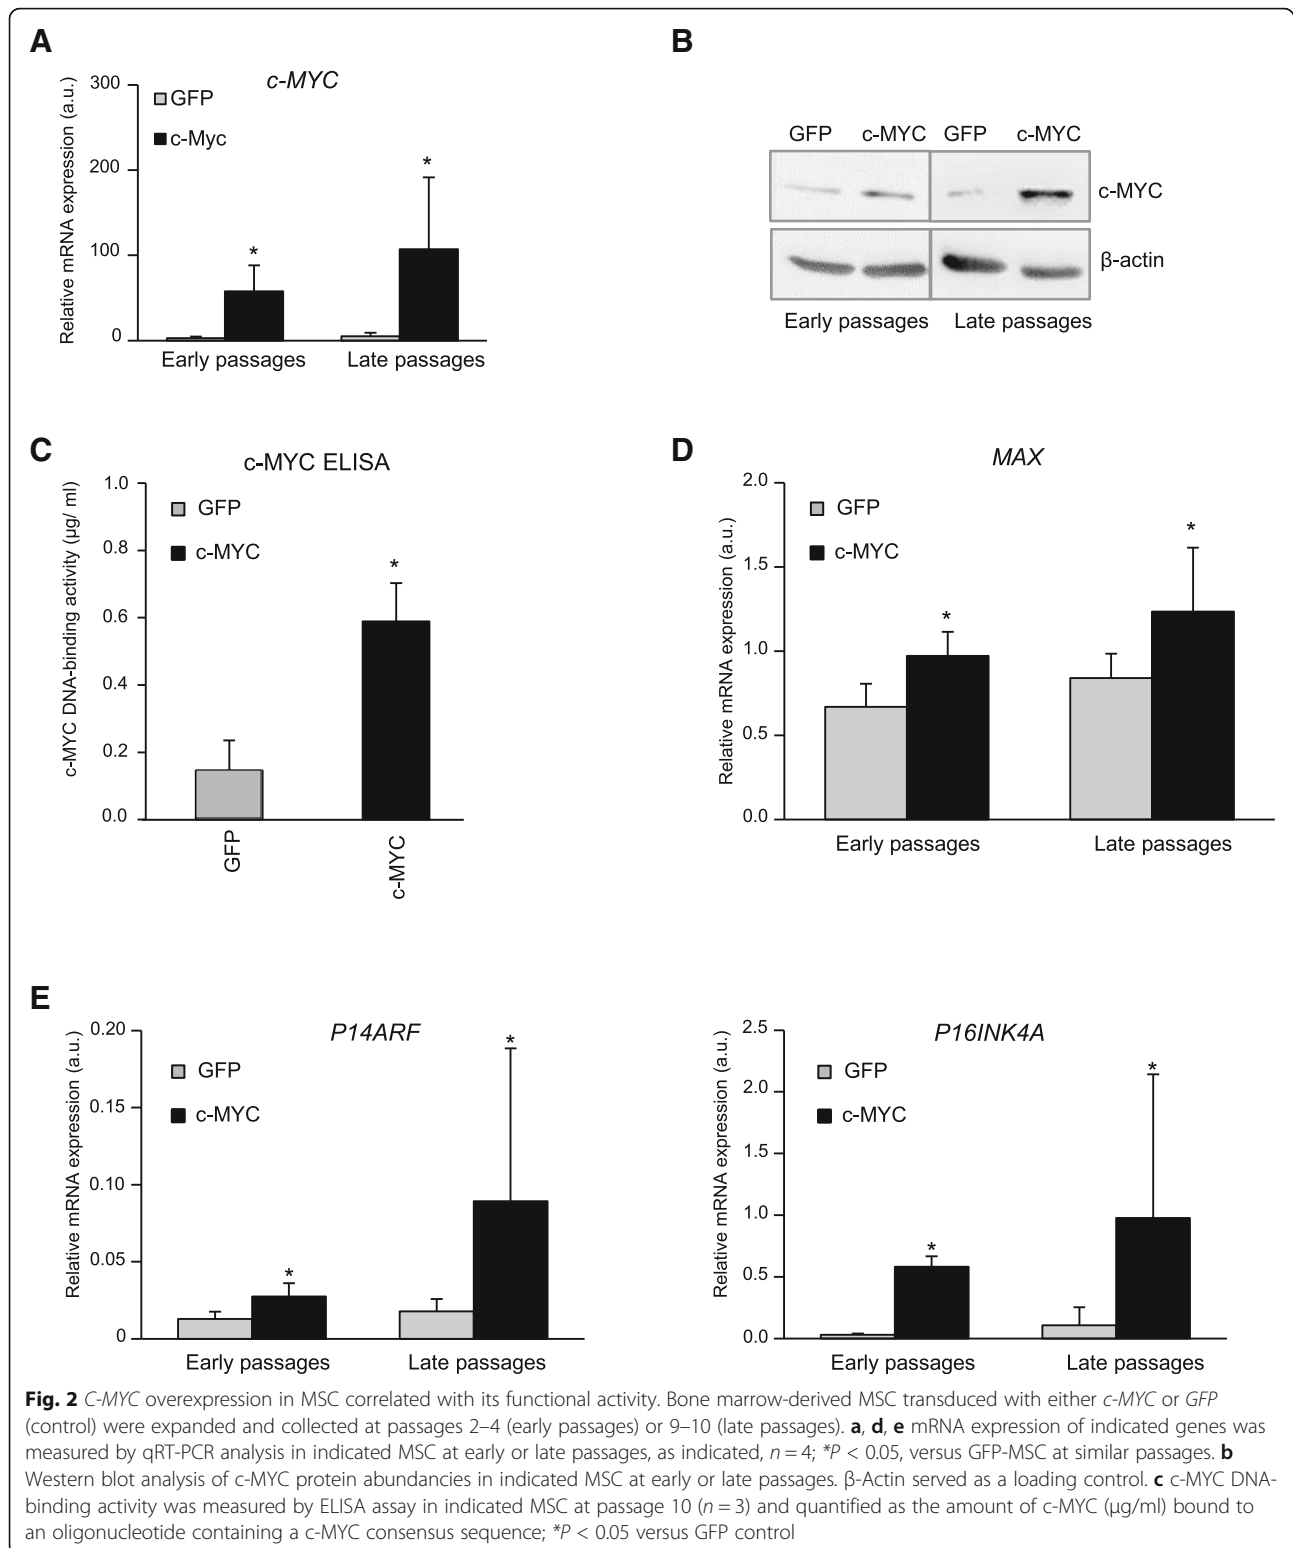 A
c-MYC
Relative mRNA expression (a.u.)
300
200
100
0
GFP
c-Myc
*
*
Early passages
Late passages
B
GFP
c-MYC
GFP
c-MYC
c-MYC
β-actin
Early passages
Late passages
C
c-MYC ELISA
c-MYC DNA-binding activity (µg/ ml)
1.0
0.8
0.6
0.4
0.2
0.0
GFP
c-MYC
*
GFP
c-MYC
D
MAX
Relative mRNA expression (a.u.)
2.0
1.5
1.0
0.5
0.0
GFP
c-MYC
*
*
Early passages
Late passages
E
P14ARF
Relative mRNA expression (a.u.)
0.20
0.15
0.10
0.05
0
GFP
c-MYC
*
*
Early passages
Late passages
P16INK4A
Relative mRNA expression (a.u.)
2.5
2.0
1.5
1.0
0.5
0.0
GFP
c-MYC
*
*
Early passages
Late passages
Fig. 2 C-MYC overexpression in MSC correlated with its functional activity. Bone marrow-derived MSC transduced with either c-MYC or GFP
(control) were expanded and collected at passages 2–4 (early passages) or 9–10 (late passages). a, d, e mRNA expression of indicated genes was
measured by qRT-PCR analysis in indicated MSC at early or late passages, as indicated, n = 4; *P < 0.05, versus GFP-MSC at similar passages. b
Western blot analysis of c-MYC protein abundancies in indicated MSC at early or late passages. β-Actin served as a loading control. c c-MYC DNA-
binding activity was measured by ELISA assay in indicated MSC at passage 10 (n = 3) and quantified as the amount of c-MYC (µg/ml) bound to
an oligonucleotide containing a c-MYC consensus sequence; *P < 0.05 versus GFP control